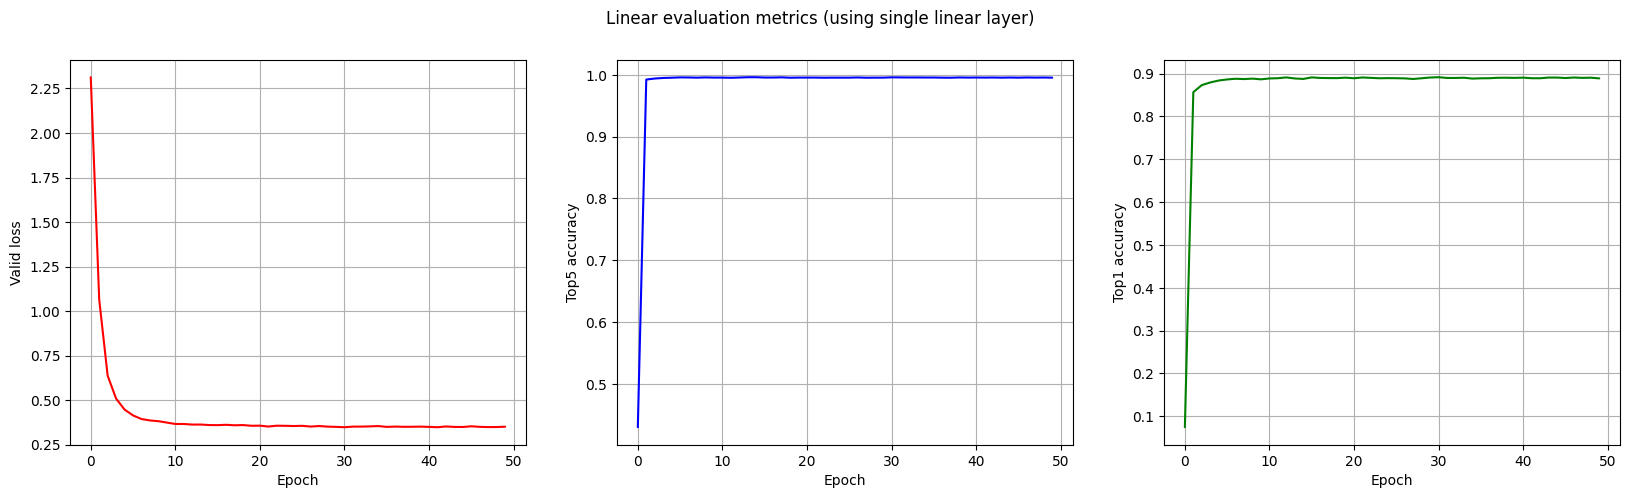 Linear evaluation metrics (using single linear layer)
Valid loss
2.25
2.00
1.75
1.50
1.25
1.00
0.75
0.50
0.25
0 10 20 30 40 50
Epoch
Top5 accuracy
1.0
0.9
0.8
0.7
0.6
0.5
0 10 20 30 40 50
Epoch
Top1 accuracy
0.9
0.8
0.7
0.6
0.5
0.4
0.3
0.2
0.1
0 10 20 30 40 50
Epoch